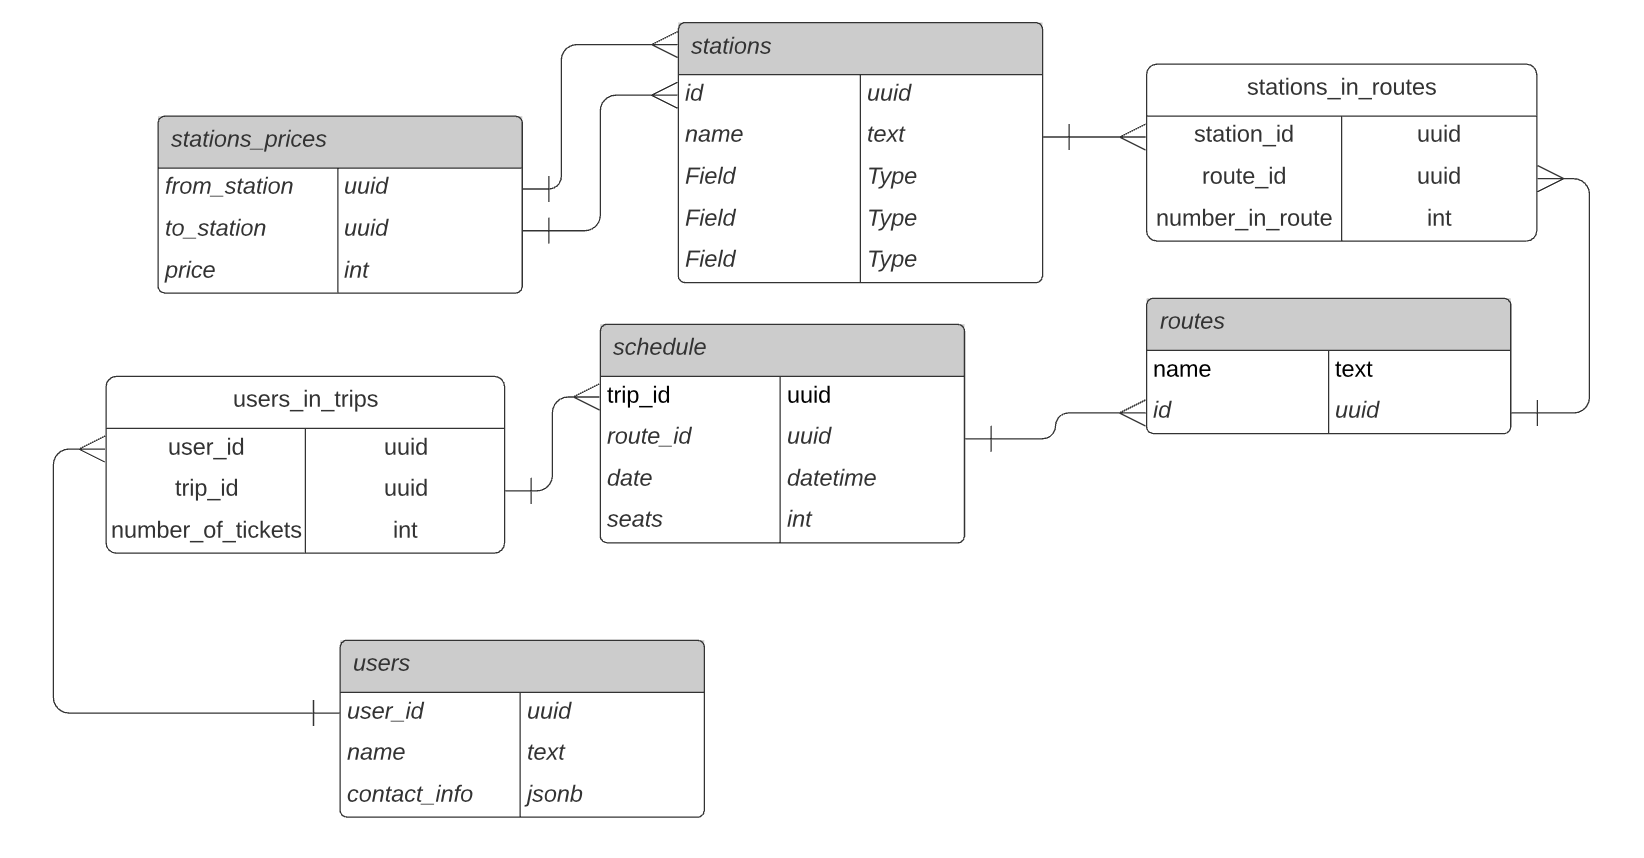 stations_prices
from_station uuid
to_station uuid
price int
stations
id uuid
name text
Field Type
Field Type
Field Type
stations_in_routes
station_id uuid
route_id uuid
number_in_route int
users_in_trips
user_id uuid
trip_id uuid
number_of_tickets int
schedule
trip_id uuid
route_id uuid
date datetime
seats int
routes
name text
id uuid
users
user_id uuid
name text
contact_info jsonb